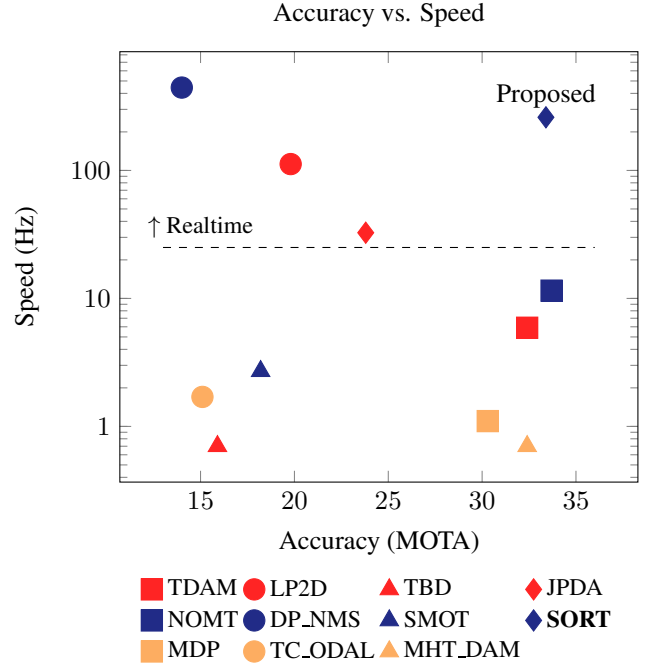 Accuracy vs. Speed
Proposed
100
↑ Realtime
10
1
Speed (Hz)
15 20 25 30 35
Accuracy (MOTA)
TDAM LP2D TBD JPDA
NOMT DP_NMS SMOT SORT
MDP TC_ODAL MHT_DAM